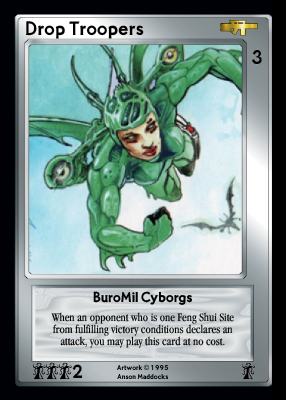 Drop Troopers
3
BuroMil Cyborgs
When an opponent who is one Feng Shui Site
from fulfilling victory conditions declares an
attack, you may play this card at no cost.
2
Artwork © 1995
Anson Maddocks